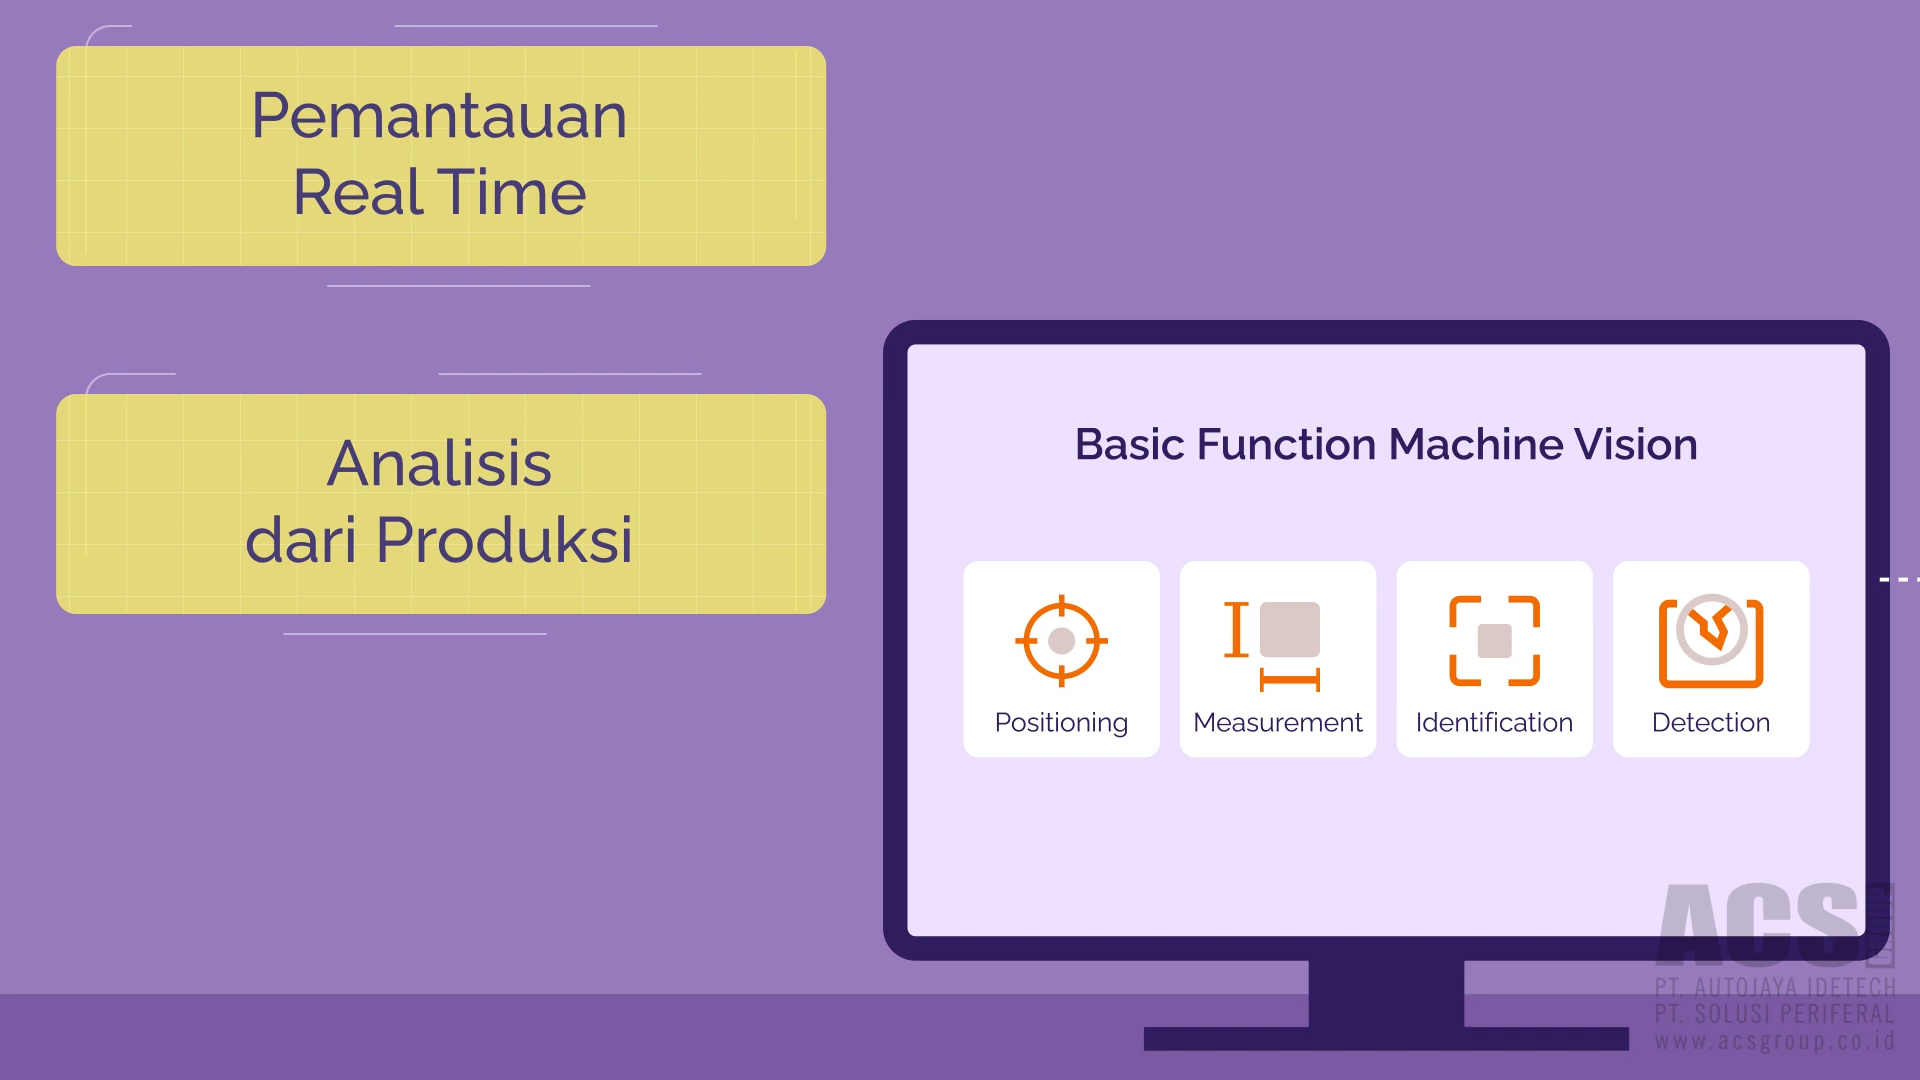 Pemantauan
Real Time
Analisis
dari Produksi
Basic Function Machine Vision
Positioning
Measurement
Identification
Detection
ACS
GROUP
PT. AUTOJAYA IDETECH
PT. SOLUSI PERIFERAL
www.acsgroup.co.id